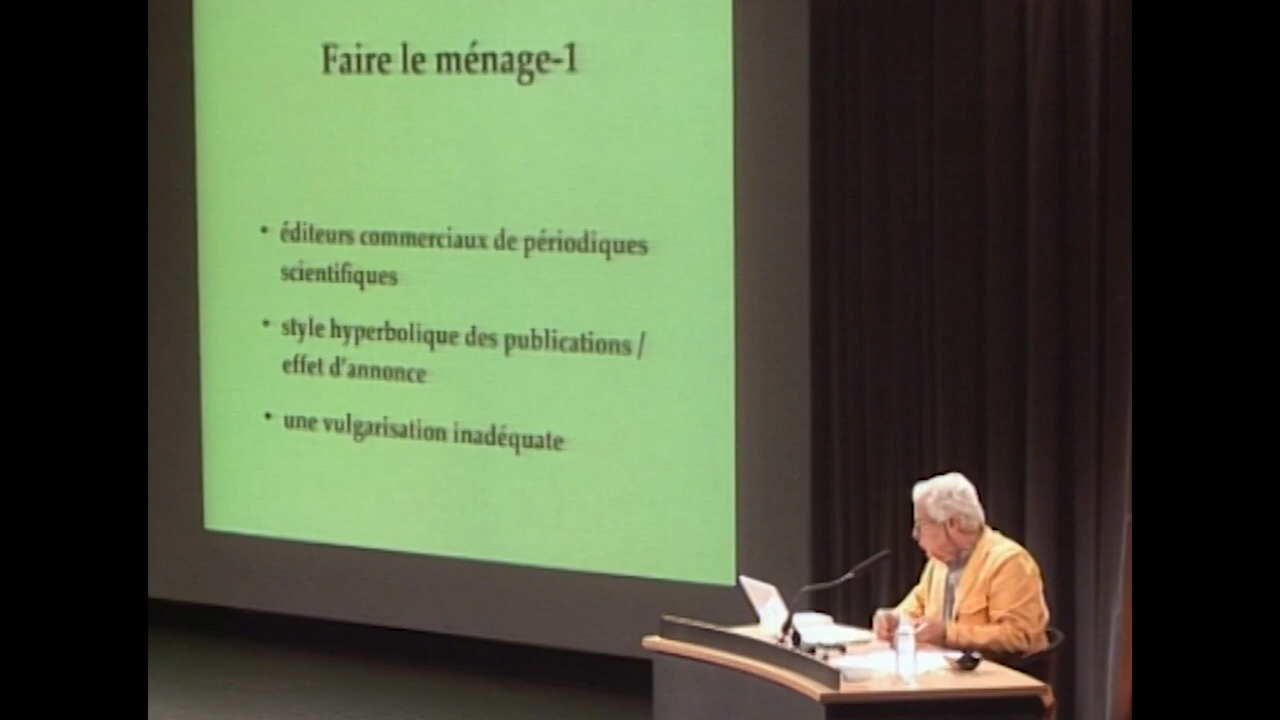 Faire le ménage-1
• éditeurs commerciaux de périodiques
scientifiques
• style hyperbolique des publications /
effet d'annonce
• une vulgarisation inadéquate